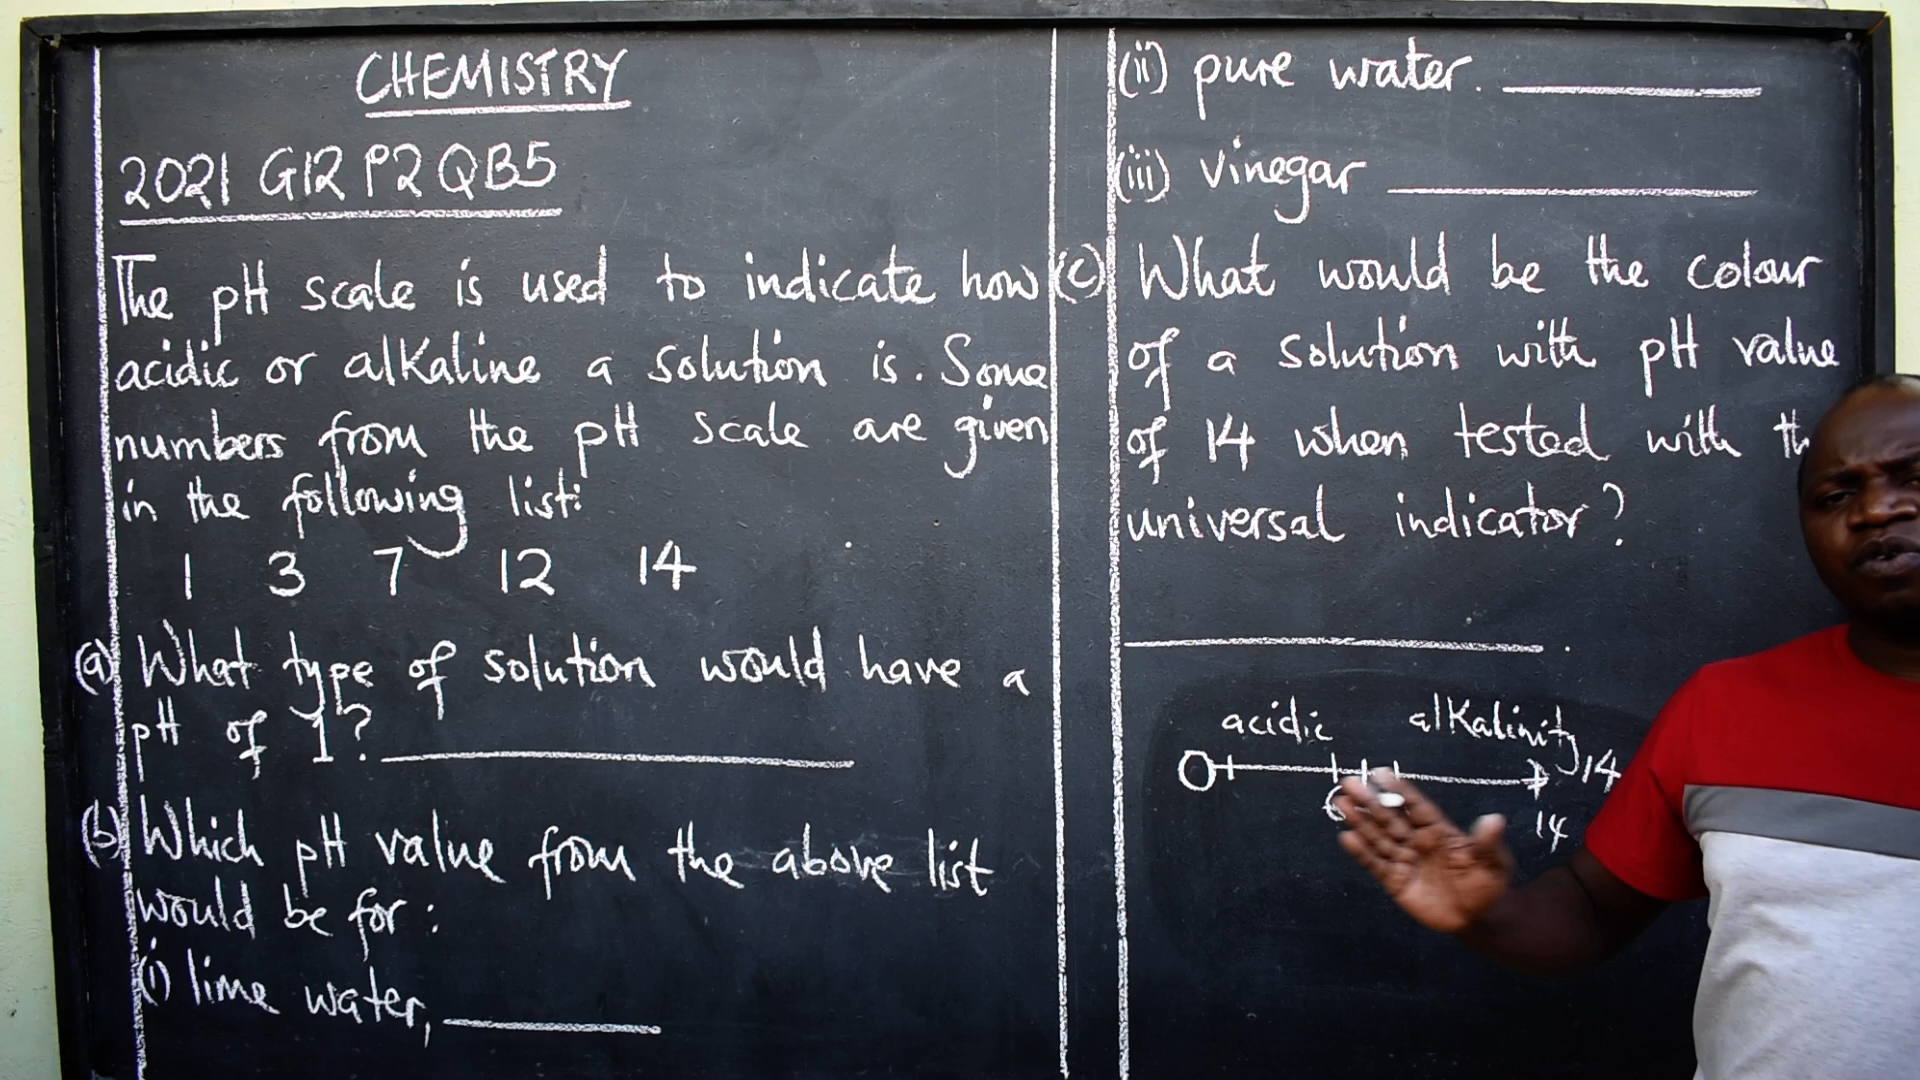 CHEMISTRY
2021 G12 P2 QB5
The pH scale is used to indicate how
acidic or alkaline a solution is. Some
numbers from the pH scale are given
in the following list:
1 3 7 12 14
(a) What type of solution would have a
pH of 1?
(b) Which pH value from the above list
would be for:
(i) lime water,
(ii) pure water.
(iii) vinegar
(c) What would be the colour
of a solution with pH value
of 14 when tested with
universal indicator?
acidic alkalinity
0 14
14